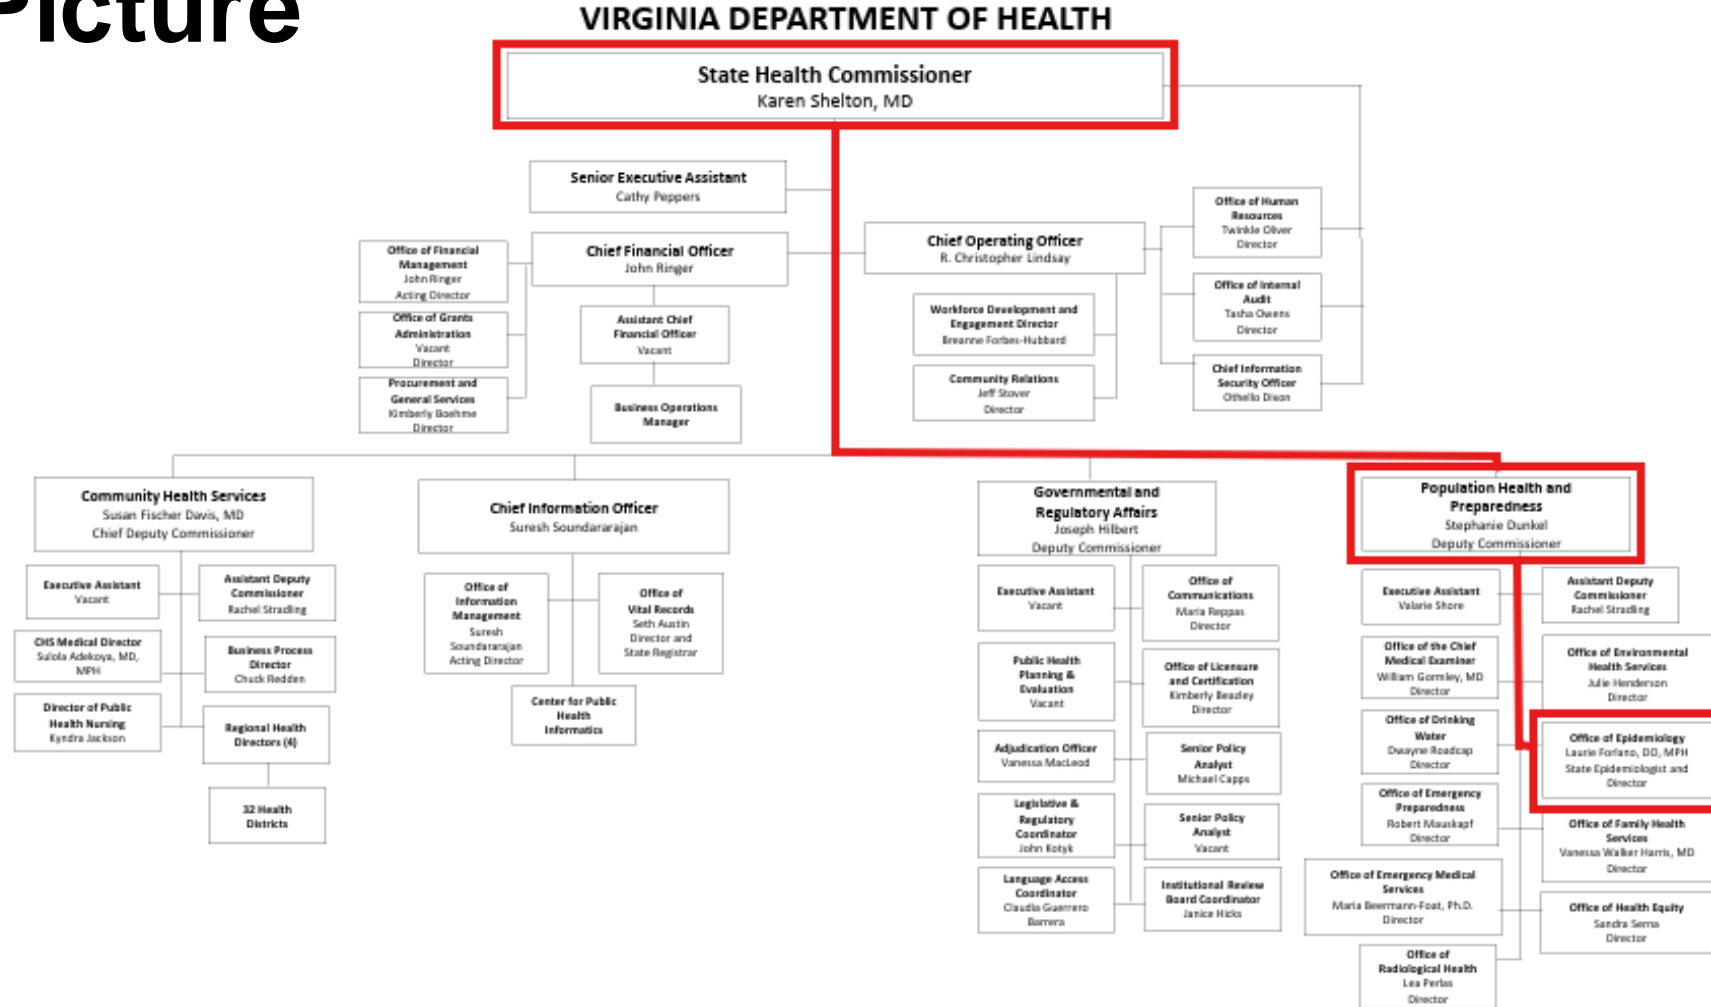 Picture
VIRGINIA DEPARTMENT OF HEALTH
State Health Commissioner
Karen Shelton, MD
Senior Executive Assistant
Cathy Peppers
Chief Financial Officer
John Ringer
Office of Financial
Management
John Ringer
Acting Director
Office of Grants
Administration
Vacant
Director
Procurement and
General Services
Kimberly Boehme
Director
Assistant Chief
Financial Officer
Vacant
Business Operations
Manager
Chief Operating Officer
R. Christopher Lindsay
Workforce Development and
Engagement Director
Breanne Forbes-Hubbard
Community Relations
Jeff Stover
Director
Office of Human
Resources
Twinkle Oliver
Director
Office of Internal
Audit
Tasha Owens
Director
Chief Information
Security Officer
Othello Dixon
Community Health Services
Susan Fischer Davis, MD
Chief Deputy Commissioner
Executive Assistant
Vacant
Assistant Deputy
Commissioner
Rachel Stradling
CHS Medical Director
Sulola Adekoya, MD,
MPH
Business Process
Director
Chuck Redden
Director of Public
Health Nursing
Kyndra Jackson
Regional Health
Directors (4)
32 Health
Districts
Chief Information Officer
Suresh Soundararajan
Office of
Information
Management
Suresh
Soundararajan
Acting Director
Office of
Vital Records
Seth Austin
Director and
State Registrar
Center for Public
Health
Informatics
Governmental and
Regulatory Affairs
Joseph Hilbert
Deputy Commissioner
Executive Assistant
Vacant
Office of
Communications
Maria Reppas
Director
Public Health
Planning &
Evaluation
Vacant
Office of Licensure
and Certification
Kimberly Beazley
Director
Adjudication Officer
Vanessa MacLeod
Senior Policy
Analyst
Michael Capps
Legislative &
Regulatory
Coordinator
John Kotyk
Senior Policy
Analyst
Vacant
Language Access
Coordinator
Claudia Guerrero
Barrera
Institutional Review
Board Coordinator
Janice Hicks
Population Health and
Preparedness
Stephanie Dunkel
Deputy Commissioner
Executive Assistant
Valarie Shore
Assistant Deputy
Commissioner
Rachel Stradling
Office of the Chief
Medical Examiner
William Gormley, MD
Director
Office of Environmental
Health Services
Julie Henderson
Director
Office of Drinking
Water
Dwayne Roadcap
Director
Office of Epidemiology
Laurie Forlano, DO, MPH
State Epidemiologist and
Director
Office of Emergency
Preparedness
Robert Mauskapf
Director
Office of Family Health
Services
Vanessa Walker Harris, MD
Director
Office of Emergency Medical
Services
Maria Beermann-Foat, Ph.D.
Director
Office of Health Equity
Sandra Serna
Director
Office of
Radiological Health
Lea Perlas
Director